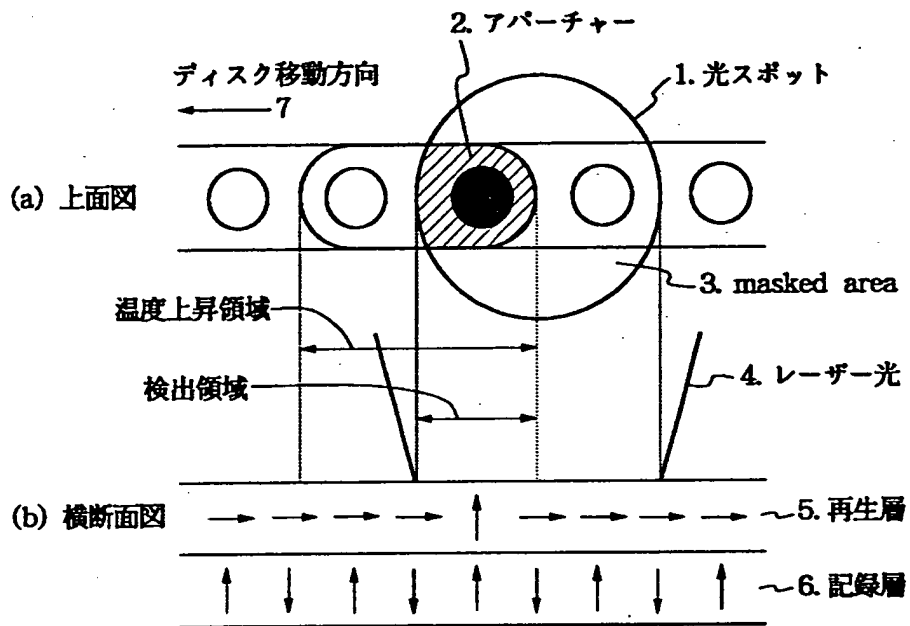 2. アパーチャー
ディスク移動方向
7
1. 光スポット
(a) 上面図
3. masked area
温度上昇領域
4. レーザー光
検出領域
(b) 横断面図
5. 再生層
6. 記録層